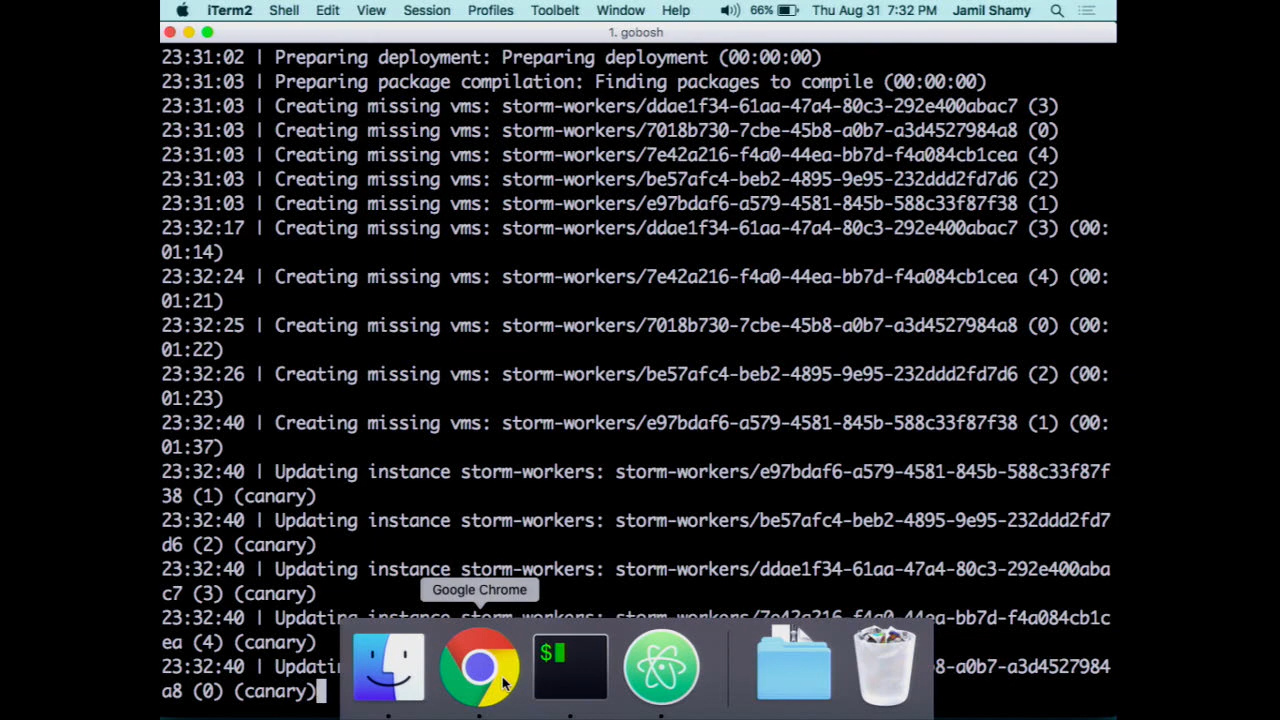 iTerm2 Shell Edit View Session Profiles Toolbelt Window Help 66% Thu Aug 31 7:32 PM Jamil Shamy
1. gobosh
23:31:02 | Preparing deployment: Preparing deployment (00:00:00)
23:31:03 | Preparing package compilation: Finding packages to compile (00:00:00)
23:31:03 | Creating missing vms: storm-workers/ddae1f34-61aa-47a4-80c3-292e400abac7 (3)
23:31:03 | Creating missing vms: storm-workers/7018b730-7cbe-45b8-a0b7-a3d4527984a8 (0)
23:31:03 | Creating missing vms: storm-workers/7e42a216-f4a0-44ea-bb7d-f4a084cb1cea (4)
23:31:03 | Creating missing vms: storm-workers/be57afc4-beb2-4895-9e95-232ddd2fd7d6 (2)
23:31:03 | Creating missing vms: storm-workers/e97bdaf6-a579-4581-845b-588c33f87f38 (1)
23:32:17 | Creating missing vms: storm-workers/ddae1f34-61aa-47a4-80c3-292e400abac7 (3) (00:
01:14)
23:32:24 | Creating missing vms: storm-workers/7e42a216-f4a0-44ea-bb7d-f4a084cb1cea (4) (00:
01:21)
23:32:25 | Creating missing vms: storm-workers/7018b730-7cbe-45b8-a0b7-a3d4527984a8 (0) (00:
01:22)
23:32:26 | Creating missing vms: storm-workers/be57afc4-beb2-4895-9e95-232ddd2fd7d6 (2) (00:
01:23)
23:32:40 | Creating missing vms: storm-workers/e97bdaf6-a579-4581-845b-588c33f87f38 (1) (00:
01:37)
23:32:40 | Updating instance storm-workers: storm-workers/e97bdaf6-a579-4581-845b-588c33f87f
38 (1) (canary)
23:32:40 | Updating instance storm-workers: storm-workers/be57afc4-beb2-4895-9e95-232ddd2fd7
d6 (2) (canary)
23:32:40 | Updating instance storm-workers: storm-workers/ddae1f34-61aa-47a4-80c3-292e400aba
c7 (3) (canary)
Google Chrome
23:32:40 | Updating instance storm-workers: storm-workers/7e42a216-f4a0-44ea-bb7d-f4a084cb1c
ea (4) (canary)
23:32:40 | Updati 8-a0b7-a3d4527984
a8 (0) (canary)
$